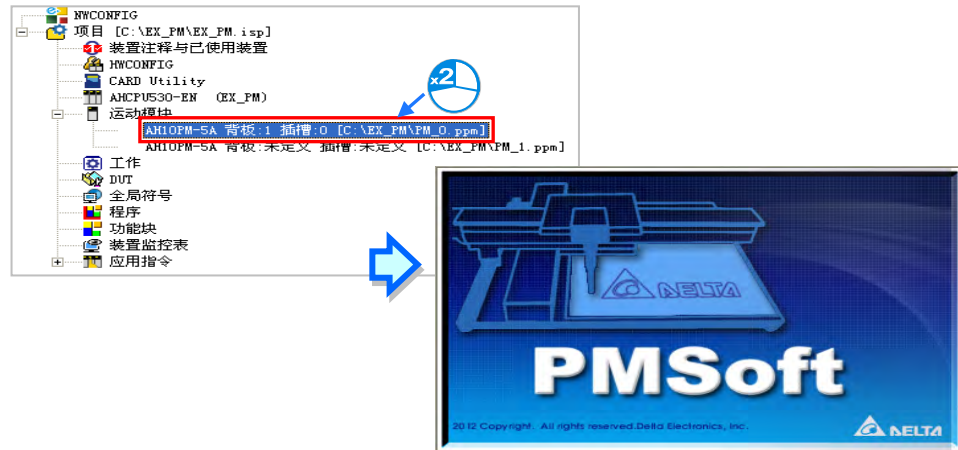 NWCONFIG
项目 [C:\EX_PM\EX_PM.isp]
装置注释与已使用装置
HWCONFIG
CARD Utility
AHCPU530-EN (EX_PM)
运动模块
AH10PM-5A 背板:1 插槽:0 [C:\EX_PM\PM_0.ppm]
AH10PM-5A 背板:未定义 插槽:未定义 [C:\EX_PM\PM_1.ppm]
工作
DUT
全局符号
程序
功能块
装置监控表
应用指令
x2
DELTA
PMSoft
2012 Copyright. All rights reserved.Delta Electronics, Inc.
DELTA